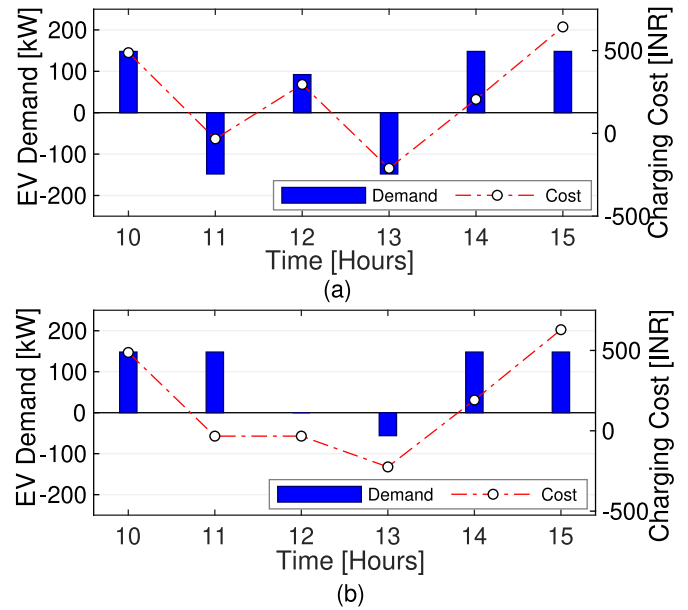 EV Demand [kW]
200
100
0
-100
-200
500
0
-500
Charging Cost [INR]
Demand
Cost
10 11 12 13 14 15
Time [Hours]
(a)
EV Demand [kW]
200
100
0
-100
-200
500
0
-500
Charging Cost [INR]
Demand
Cost
10 11 12 13 14 15
Time [Hours]
(b)